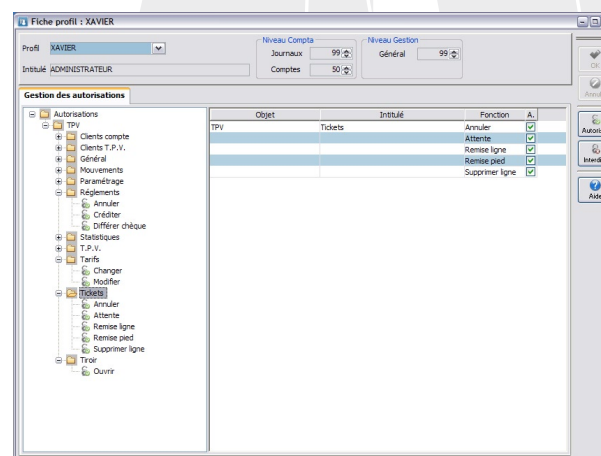 Fiche profil : XAVIER
Profil XAVIER
Intitulé ADMINISTRATEUR
Niveau Compta
Journaux 99
Comptes 50
Niveau Gestion
Général 99
Gestion des autorisations
Autorisations
TPV
Clients compte
Clients T.P.V.
Général
Mouvements
Paramétrage
Réglements
Annuler
Créditer
Différer chèque
Statistiques
T.P.V.
Tarifs
Changer
Modifier
Tickets
Annuler
Attente
Remise ligne
Remise pied
Supprimer ligne
Tiroir
Ouvrir
Objet Intitulé Fonction A.
TPV Tickets Annuler
Attente
Remise ligne
Remise pied
Supprimer ligne
OK
Annul
Autoris
Interdi
Aide